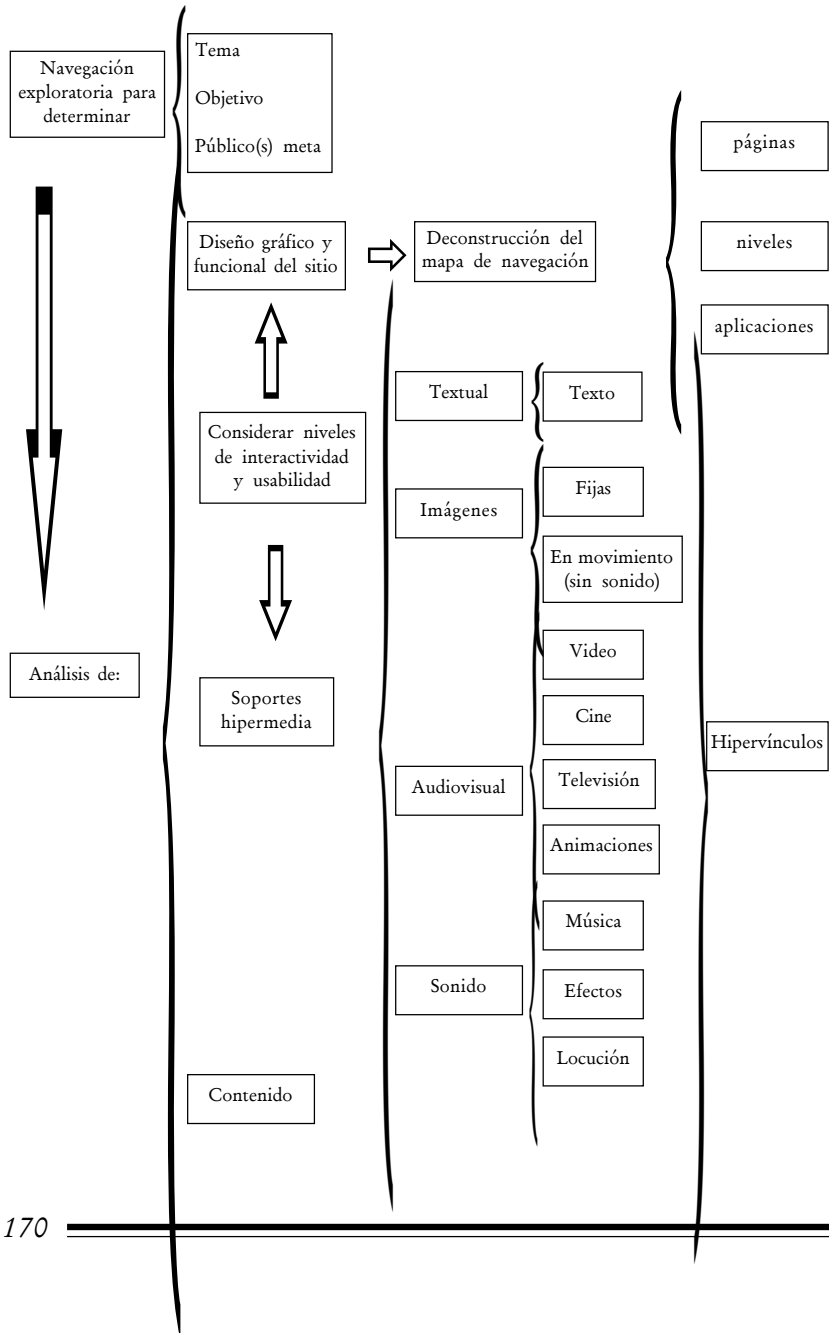 Navegación
exploratoria para
determinar
Tema
Objetivo
Público(s) meta
Diseño gráfico y
funcional del sitio
Deconstrucción del
mapa de navegación
páginas
niveles
aplicaciones
Considerar niveles
de interactividad
y usabilidad
Textual
Texto
Imágenes
Fijas
En movimiento
(sin sonido)
Análisis de:
Soportes
hipermedia
Audiovisual
Video
Cine
Televisión
Animaciones
Hipervínculos
Sonido
Música
Efectos
Locución
Contenido
170